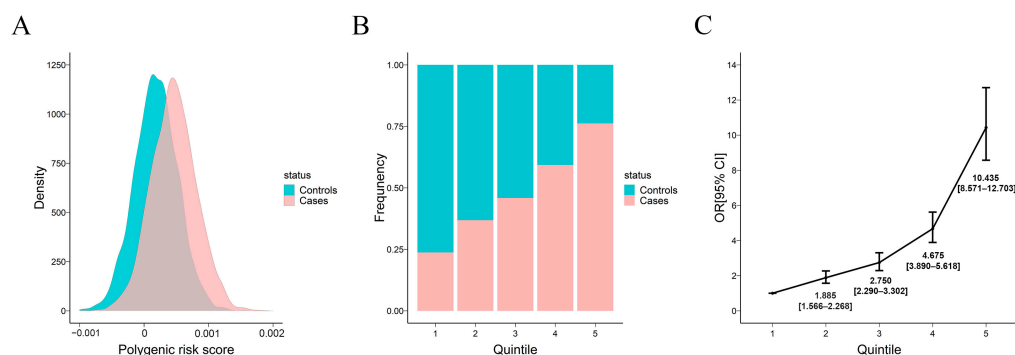 A
Density
1250
1000
750
500
250
0
−0.001
0
0.001
0.002
Polygenic risk score
status
Controls
Cases
B
Frequnency
1.00
0.75
0.50
0.25
0.00
1
2
3
4
5
Quintile
status
Controls
Cases
C
OR[95% CI]
14
12
10
8
6
4
2
0
1.885
[1.566–2.268]
2.750
[2.290–3.302]
4.675
[3.890–5.618]
10.435
[8.571–12.703]
1
2
3
4
5
Quintile